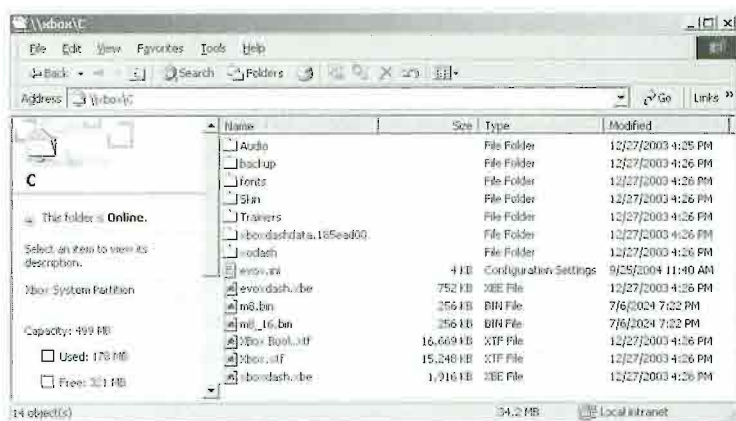 \\xbox\C
File Edit View Favorites Tools Help
Back Search Folders
Address \\xbox\C Go Links »
Name Size Type Modified
Audio File Folder 12/27/2003 4:25 PM
backup File Folder 12/27/2003 4:26 PM
fonts File Folder 12/27/2003 4:26 PM
Skin File Folder 12/27/2003 4:26 PM
Trainers File Folder 12/27/2003 4:26 PM
xboxdashdata.185ead00 File Folder 12/27/2003 4:26 PM
xodash File Folder 12/27/2003 4:26 PM
evox.ini 4 KB Configuration Settings 9/25/2004 11:40 AM
evoxdash.xbe 752 KB XBE File 12/27/2003 4:26 PM
m8.bin 256 KB BIN File 7/6/2024 7:22 PM
m8_16.bin 256 KB BIN File 7/6/2024 7:22 PM
XBox Book.xtf 16,669 KB XTF File 12/27/2003 4:26 PM
Xbox.xtf 15,248 KB XTF File 12/27/2003 4:26 PM
xboxdash.xbe 1,916 KB XBE File 12/27/2003 4:26 PM
C
This folder is Online.
Select an item to view its
description.
Xbox System Partition
Capacity: 499 MB
Used: 178 MB
Free: 321 MB
14 object(s) 34.2 MB Local intranet